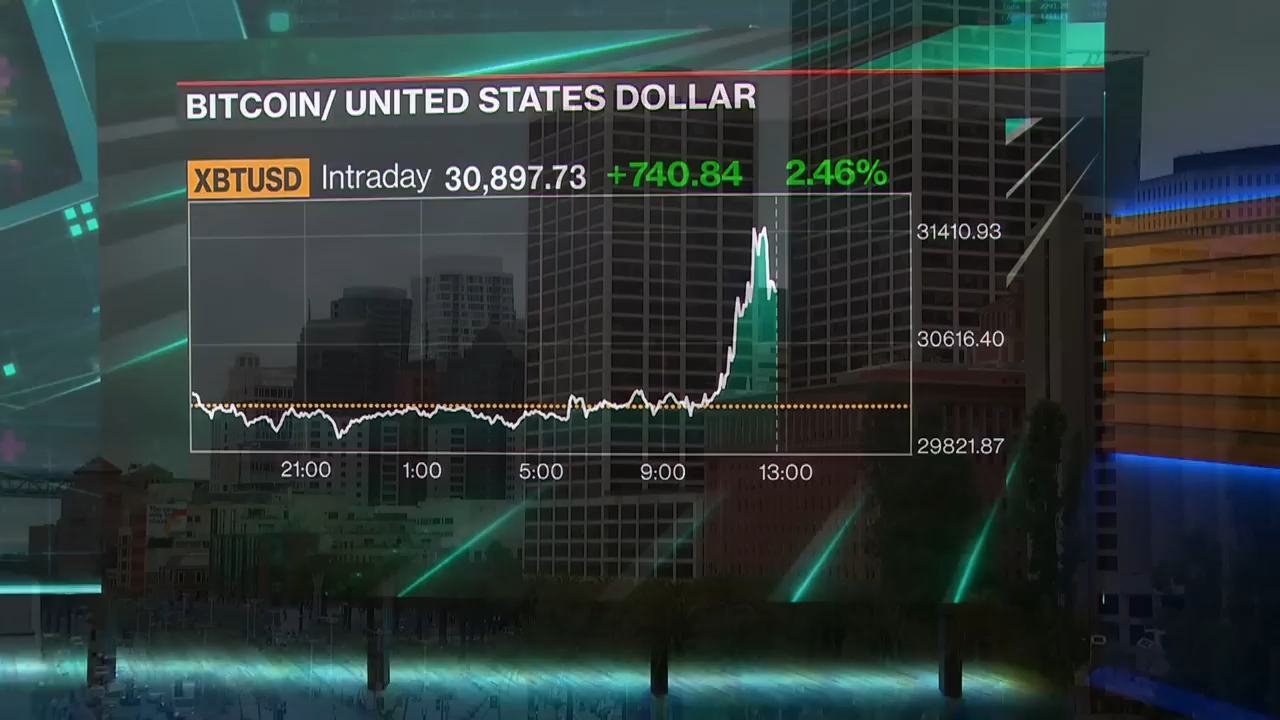 BITCOIN/ UNITED STATES DOLLAR
XBTUSD Intraday 30,897.73 +740.84 2.46%
31410.93
30616.40
29821.87
21:00 1:00 5:00 9:00 13:00